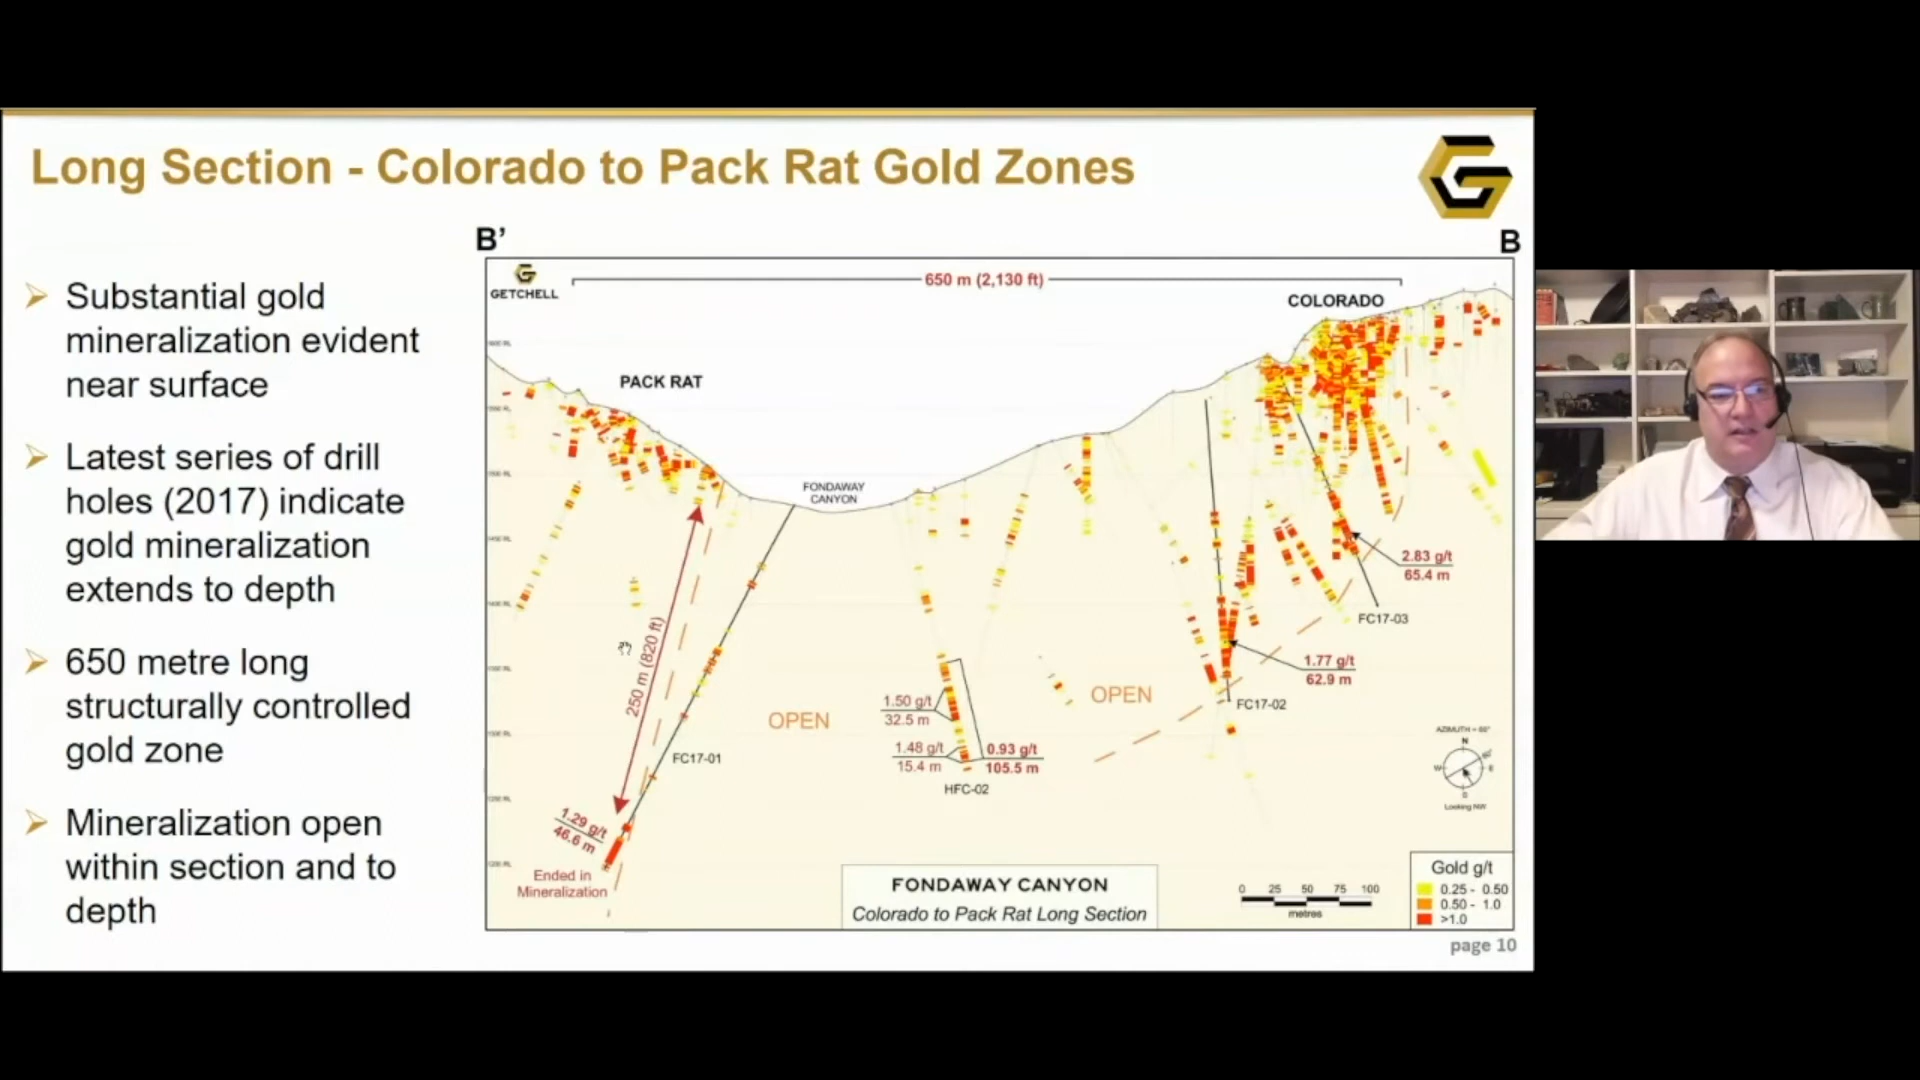 Long Section - Colorado to Pack Rat Gold Zones
Substantial gold
mineralization evident
near surface
Latest series of drill
holes (2017) indicate
gold mineralization
extends to depth
650 metre long
structurally controlled
gold zone
Mineralization open
within section and to
depth
B’
B
GETCHELL
650 m (2,130 ft)
COLORADO
PACK RAT
FONDAWAY
CANYON
250 m (820 ft)
2.83 g/t
65.4 m
FC17-03
1.77 g/t
62.9 m
FC17-02
OPEN
OPEN
1.50 g/t
32.5 m
1.48 g/t
15.4 m
0.93 g/t
105.5 m
HFC-02
FC17-01
1.29 g/t
46.6 m
Ended in
Mineralization
N
W
E
Looking NW
FONDAWAY CANYON
Colorado to Pack Rat Long Section
0 25 50 75 100
metres
Gold g/t
0.25 - 0.50
0.50 - 1.0
>1.0
page 10